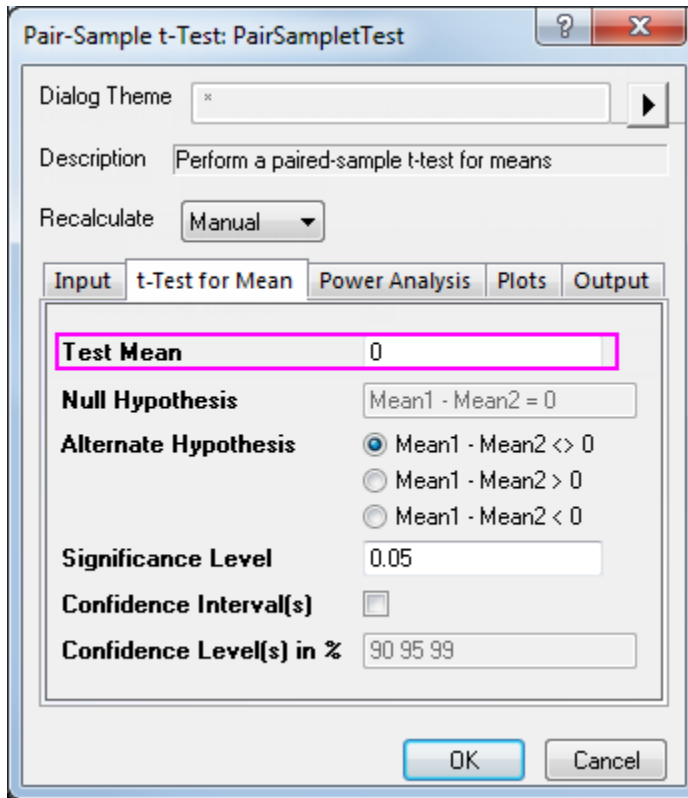 Pair-Sample t-Test: PairSampletTest
Dialog Theme *
Description Perform a paired-sample t-test for means
Recalculate Manual
Input t-Test for Mean Power Analysis Plots Output
Test Mean 0
Null Hypothesis Mean1 - Mean2 = 0
Alternate Hypothesis Mean1 - Mean2 <> 0
Mean1 - Mean2 > 0
Mean1 - Mean2 < 0
Significance Level 0.05
Confidence Interval(s)
Confidence Level(s) in % 90 95 99
OK Cancel